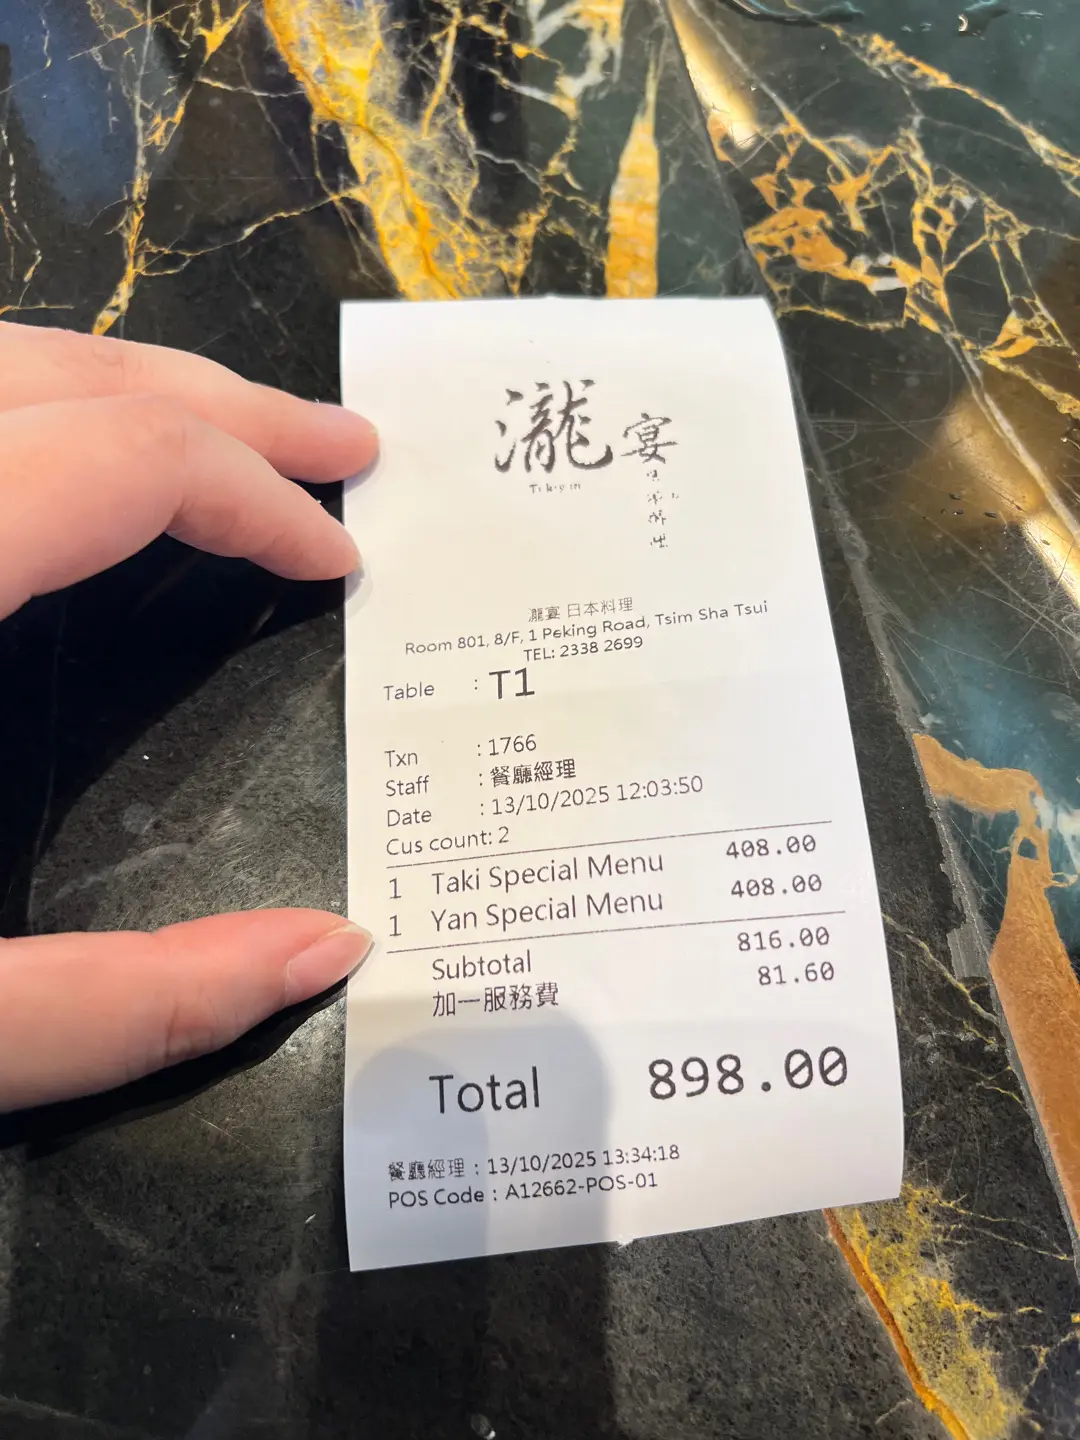 瀧宴
瀧宴 日本料理
Room 801, 8/F, 1 Peking Road, Tsim Sha Tsui
TEL: 2338 2699
Table : T1
Txn : 1766
Staff : 餐廳經理
Date : 13/10/2025 12:03:50
Cus count: 2
1 Taki Special Menu 408.00
1 Yan Special Menu 408.00
Subtotal 816.00
加一服務費 81.60
Total 898.00
餐廳經理 : 13/10/2025 13:34:18
POS Code : A12662-POS-01